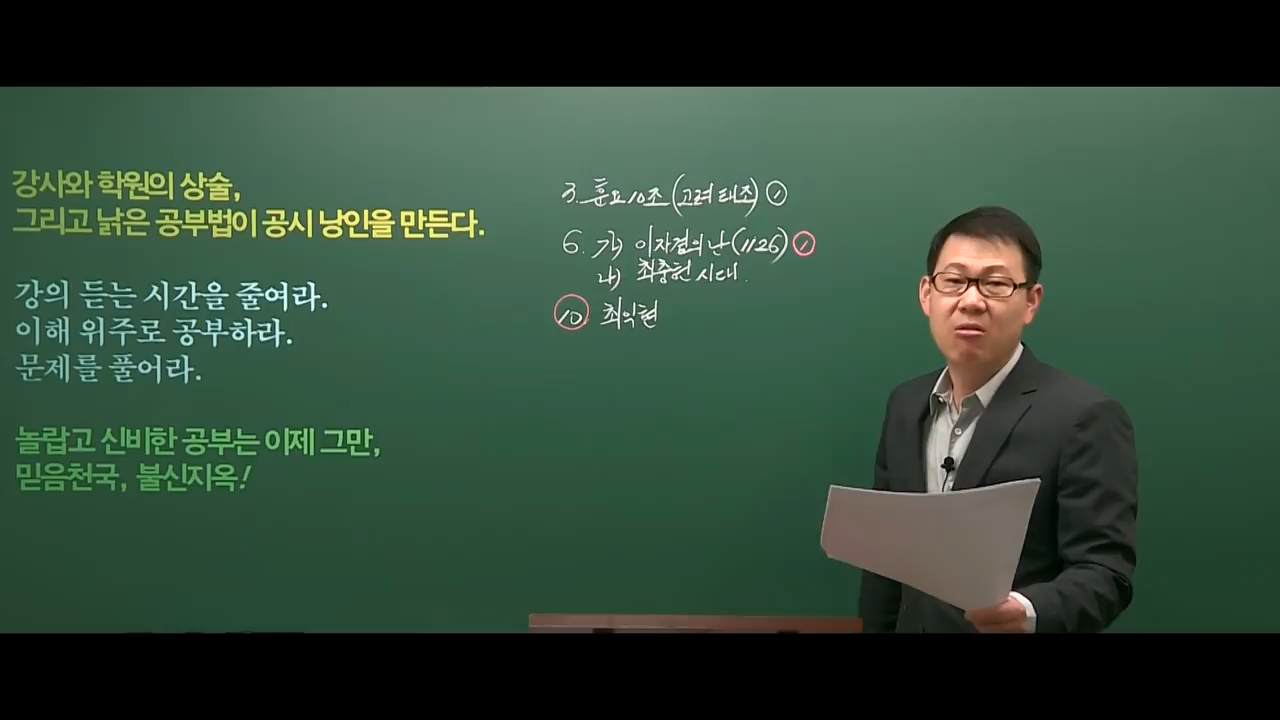 강사와 학원의 상술,
그리고 낡은 공부법이 공시 낭인을 만든다.
강의 듣는 시간을 줄여라.
이해 위주로 공부하라.
문제를 풀어라.
놀랍고 신비한 공부는 이제 그만,
믿음천국, 불신지옥!
3. 훈요10조(고려 태조) ①
6. 가) 이자겸의 난(1126) ①
나) 최충헌 시대.
10. 최익현